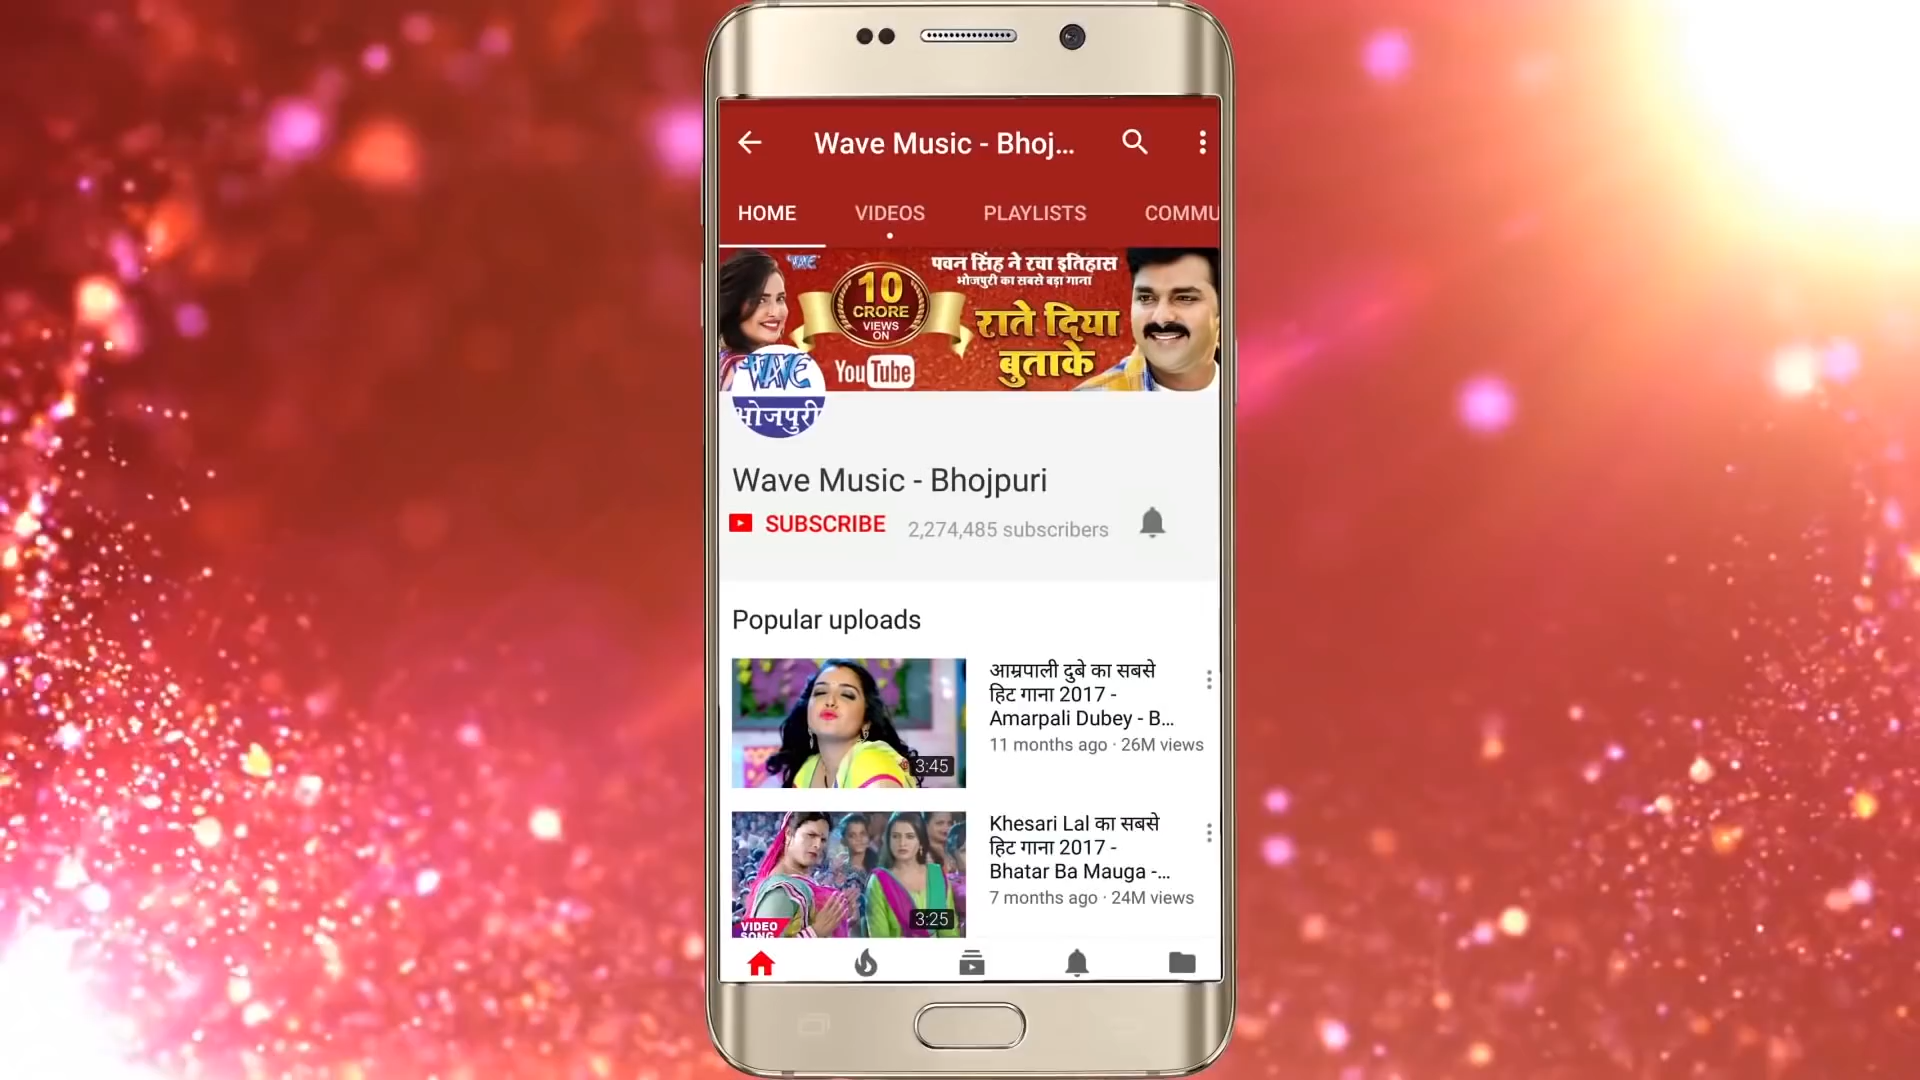 Wave Music - Bhoj...
HOME VIDEOS PLAYLISTS COMMU
WAVE
पवन सिंह ने रचा इतिहास
भोजपुरी का सबसे बड़ा गाना
10
CRORE
VIEWS
ON
YouTube
राते दिया
बुताके
WAVE
भोजपुरी
Wave Music - Bhojpuri
SUBSCRIBE 2,274,485 subscribers
Popular uploads
आम्रपाली दुबे का सबसे
हिट गाना 2017 -
Amarpali Dubey - B...
11 months ago · 26M views
3:45
Khesari Lal का सबसे
हिट गाना 2017 -
Bhatar Ba Mauga -...
7 months ago · 24M views
3:25
VIDEO
SONG